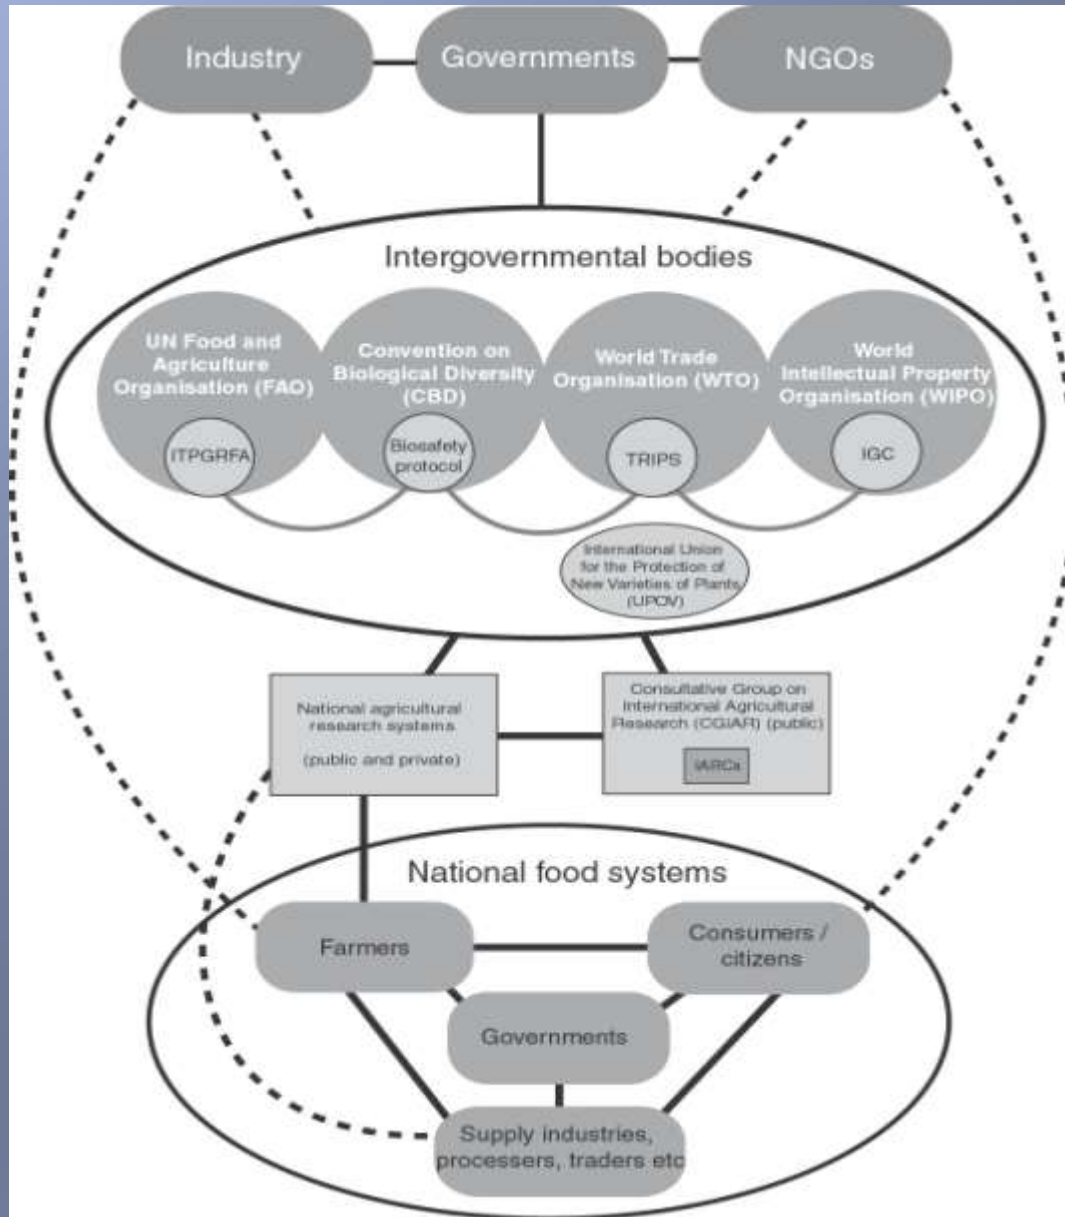 Industry
Governments
NGOs
Intergovernmental bodies
UN Food and
Agriculture
Organisation (FAO)
Convention on
Biological Diversity
(CBD)
World Trade
Organisation (WTO)
World
Intellectual Property
Organisation (WIPO)
ITPGRFA
Biosafety
protocol
TRIPS
IGC
International Union
for the Protection of
New Varieties of Plants
(UPOV)
National agricultural
research systems
(public and private)
Consultative Group on
International Agricultural
Research (CGIAR) (public)
IARCs
National food systems
Farmers
Consumers /
citizens
Governments
Supply industries,
processers, traders etc